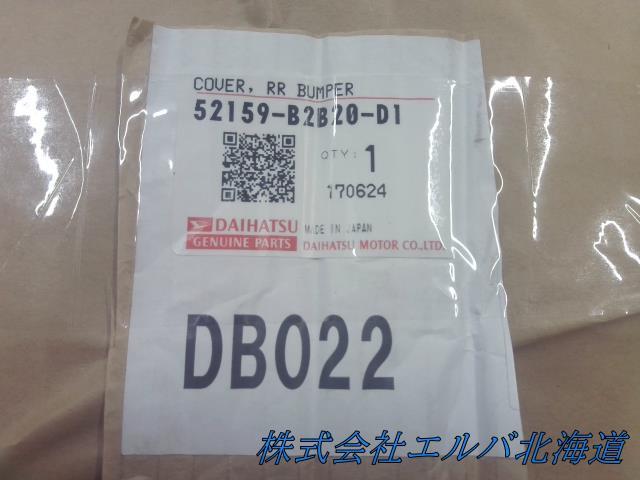 COVER, RR BUMPER
52159-B2B20-D1
QTY: 1
170624
DAIHATSU
GENUINE PARTS
MADE IN JAPAN
DAIHATSU MOTOR CO.,LTD.
DB022
株式会社エルバ北海道